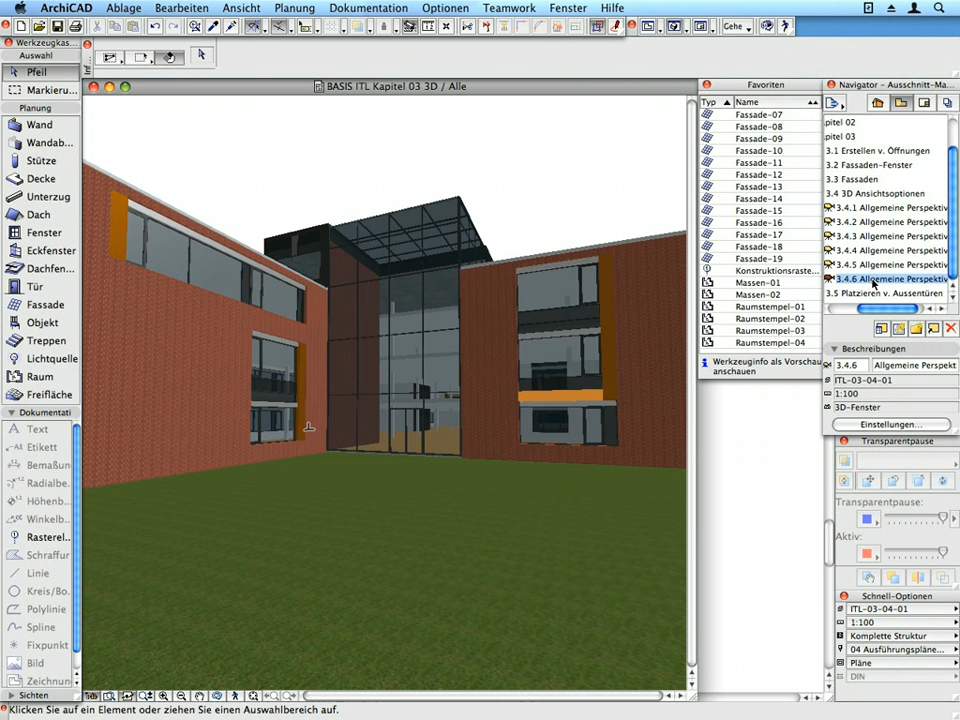 ArchiCAD Ablage Bearbeiten Ansicht Planung Dokumentation Optionen Teamwork Fenster Hilfe
Gehe
Werkzeugkas...
Auswahl
Pfeil
Markieru...
Planung
Wand
Wandab...
Stütze
Decke
Unterzug
Dach
Fenster
Eckfenster
Dachfen...
Tür
Fassade
Objekt
Treppen
Lichtquelle
Raum
Freifläche
Dokumentati
Text
Etikett
Bemaßun
Radialbe.
Höhenb..
Winkelb..
Rasterel..
Schraffur
Linie
Kreis/Bo.
Polylinie
Spline
Fixpunkt
Bild
Zeichnun
Sichten
BASIS ITL Kapitel 03 3D / Alle
Favoriten
Typ Name
Fassade-07
Fassade-08
Fassade-09
Fassade-10
Fassade-11
Fassade-12
Fassade-13
Fassade-14
Fassade-15
Fassade-16
Fassade-17
Fassade-18
Fassade-19
Konstruktionsraste...
Massen-01
Massen-02
Raumstempel-01
Raumstempel-02
Raumstempel-03
Raumstempel-04
Werkzeuginfo als Vorschau
anschauen
Navigator - Ausschnitt-Ma...
pitel 02
pitel 03
3.1 Erstellen v. Öffnungen
3.2 Fassaden-Fenster
3.3 Fassaden
3.4 3D Ansichtsoptionen
3.4.1 Allgemeine Perspektiv
3.4.2 Allgemeine Perspektiv
3.4.3 Allgemeine Perspektiv
3.4.4 Allgemeine Perspektiv
3.4.5 Allgemeine Perspektiv
3.4.6 Allgemeine Perspektiv
3.5 Platzieren v. Aussentüren
Beschreibungen
3.4.6 Allgemeine Perspekt
ITL-03-04-01
1:100
3D-Fenster
Einstellungen...
Transparentpause
Transparentpause:
Aktiv:
Schnell-Optionen
ITL-03-04-01
1:100
Komplette Struktur
04 Ausführungspläne...
Pläne
DIN
Klicken Sie auf ein Element oder ziehen Sie einen Auswahlbereich auf.